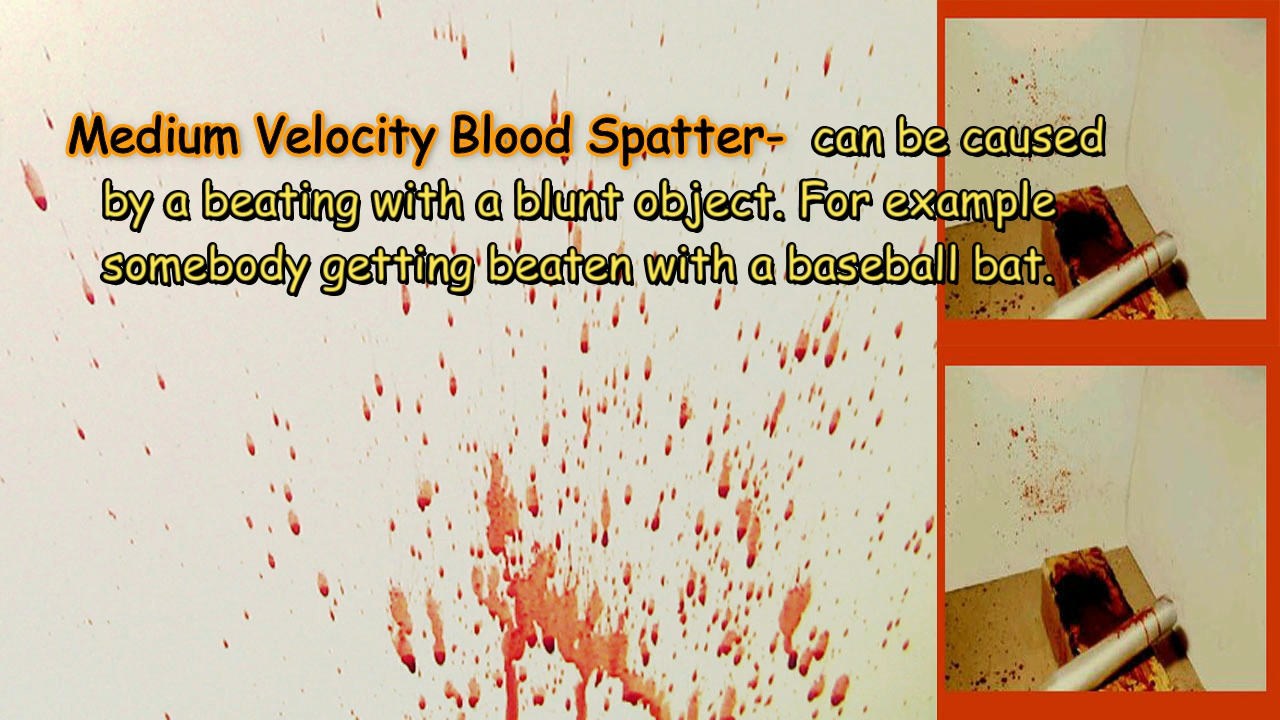 Medium Velocity Blood Spatter- can be caused
by a beating with a blunt object. For example
somebody getting beaten with a baseball bat.